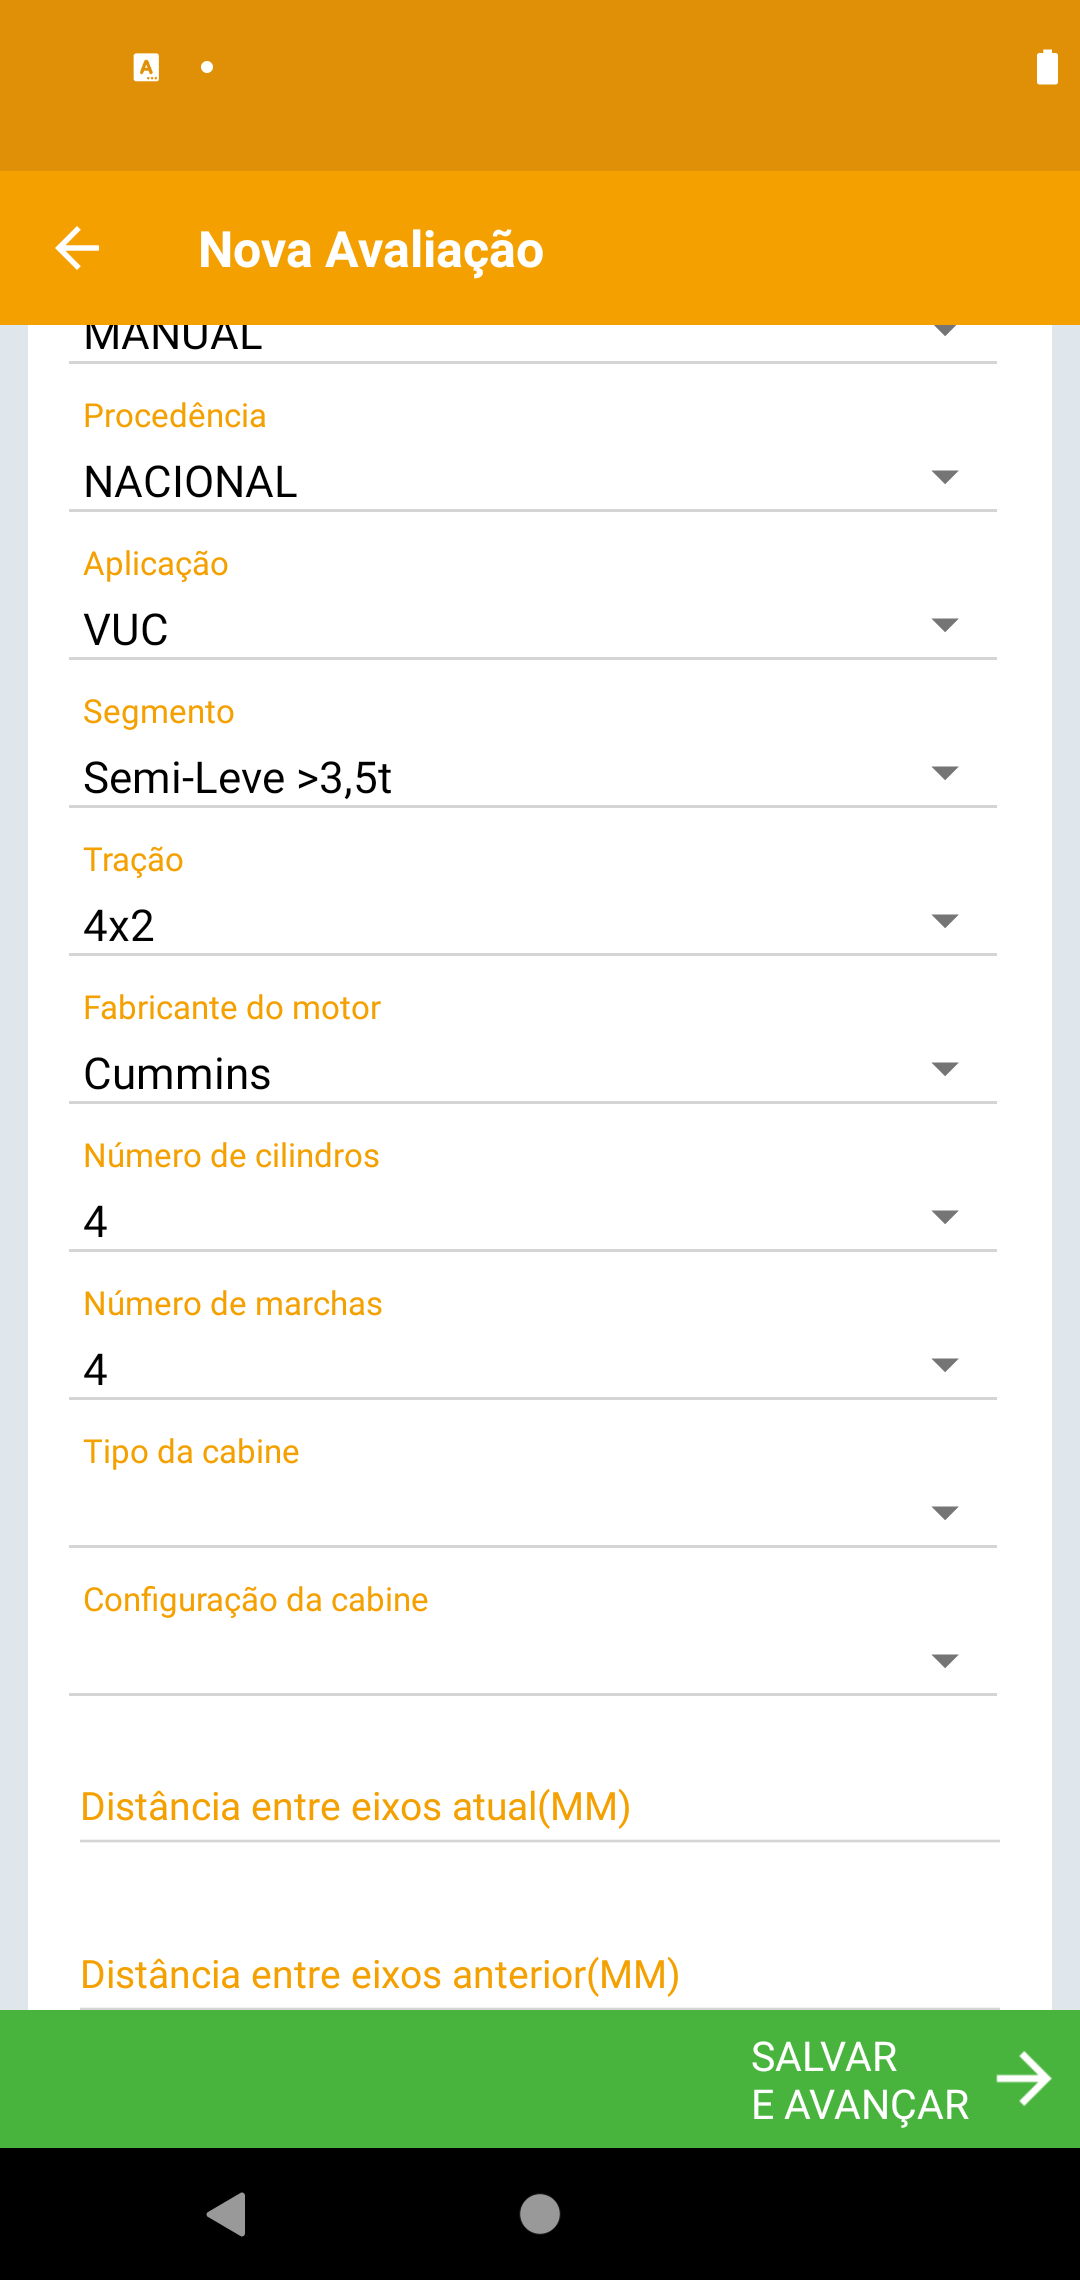 Nova Avaliação
MANUAL
Procedência
NACIONAL
Aplicação
VUC
Segmento
Semi-Leve >3,5t
Tração
4x2
Fabricante do motor
Cummins
Número de cilindros
4
Número de marchas
4
Tipo da cabine
Configuração da cabine
Distância entre eixos atual(MM)
Distância entre eixos anterior(MM)
SALVAR
E AVANÇAR